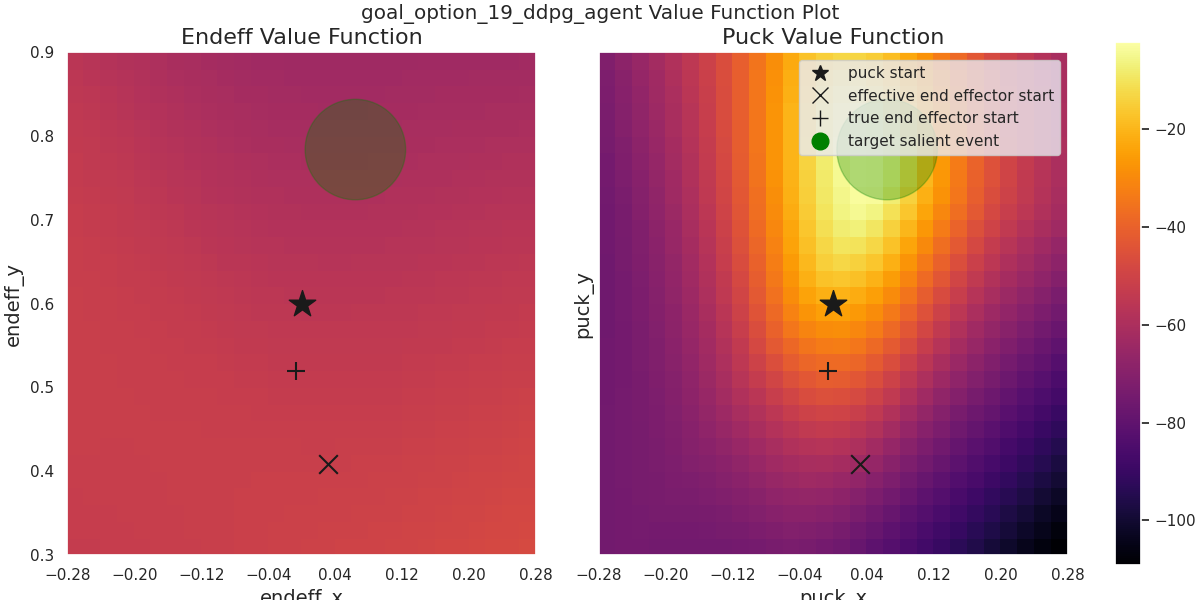 goal_option_19_ddpg_agent Value Function Plot
Endeff Value Function
0.9
0.8
0.7
0.6
0.5
0.4
0.3
endeff_y
−0.28 −0.20 −0.12 −0.04 0.04 0.12 0.20 0.28
endeff_x
Puck Value Function
puck start
effective end effector start
true end effector start
target salient event
puck_y
−0.28 −0.20 −0.12 −0.04 0.04 0.12 0.20 0.28
puck_x
−20
−40
−60
−80
−100